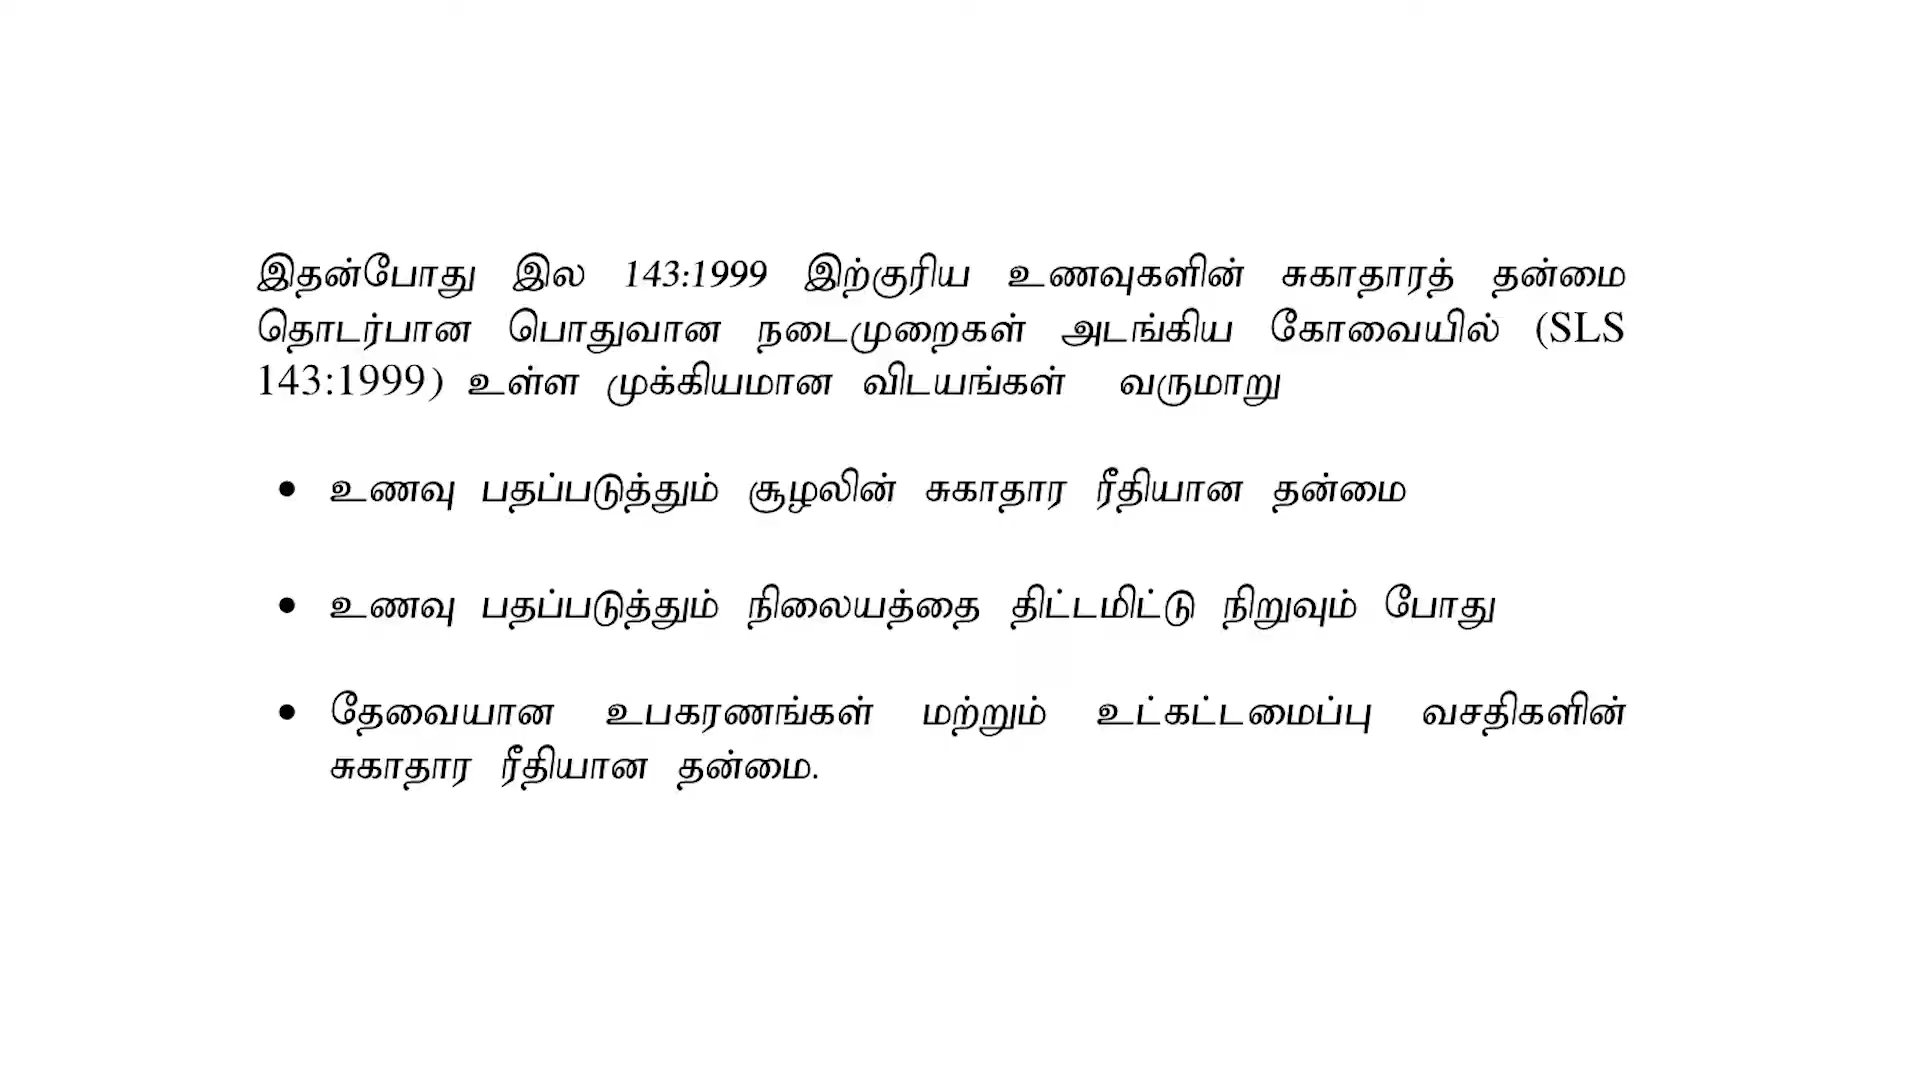 இதன்போது இல 143:1999 இற்குரிய உணவுகளின் சுகாதாரத் தன்மை
தொடர்பான பொதுவான நடைமுறைகள் அடங்கிய கோவையில் (SLS
143:1999) உள்ள முக்கியமான விடயங்கள் வருமாறு
• உணவு பதப்படுத்தும் சூழலின் சுகாதார ரீதியான தன்மை
• உணவு பதப்படுத்தும் நிலையத்தை திட்டமிட்டு நிறுவும் போது
• தேவையான உபகரணங்கள் மற்றும் உட்கட்டமைப்பு வசதிகளின்
சுகாதார ரீதியான தன்மை.